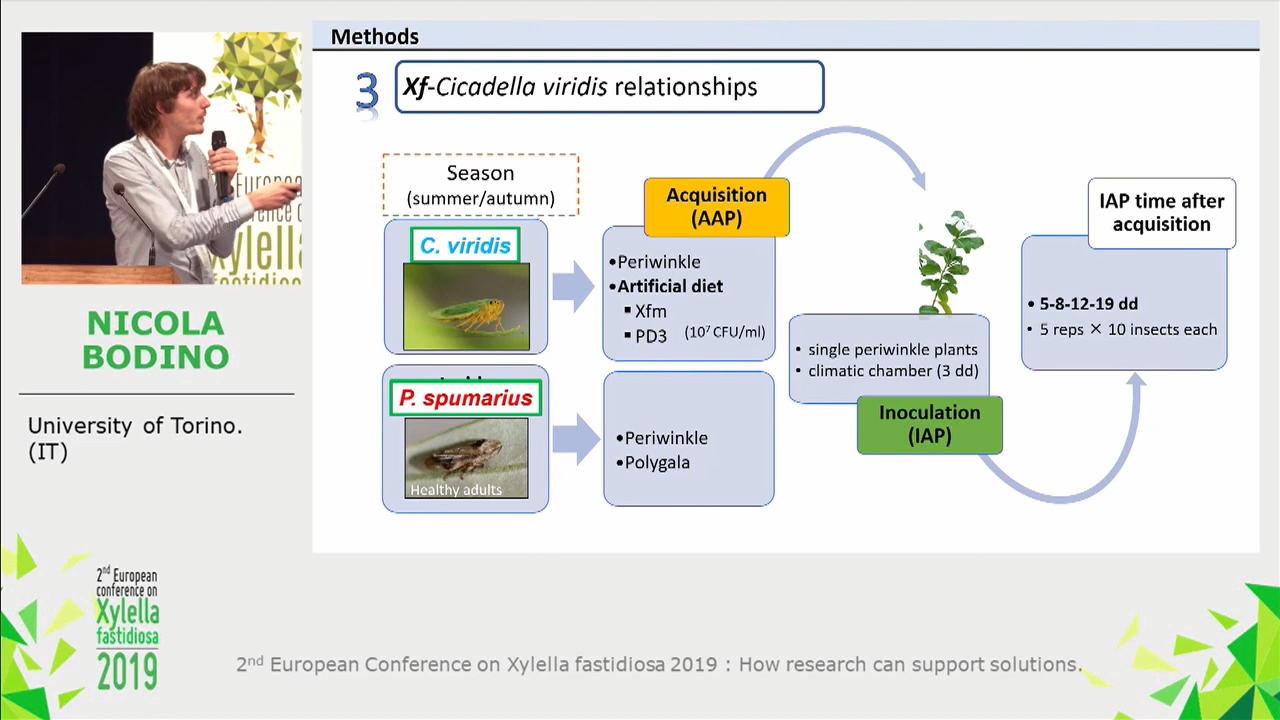 Methods
3
Xf-Cicadella viridis relationships
Season
(summer/autumn)
C. viridis
P. spumarius
Healthy adults
Acquisition
(AAP)
•Periwinkle
•Artificial diet
▪ Xfm
▪ PD3 (10⁷ CFU/ml)
•Periwinkle
•Polygala
• single periwinkle plants
• climatic chamber (3 dd)
Inoculation
(IAP)
IAP time after
acquisition
• 5-8-12-19 dd
• 5 reps × 10 insects each
NICOLA
BODINO
University of Torino.
(IT)
2nd European
conference on
Xylella
fastidiosa
2019
2nd European Conference on Xylella fastidiosa 2019 : How research can support solutions.